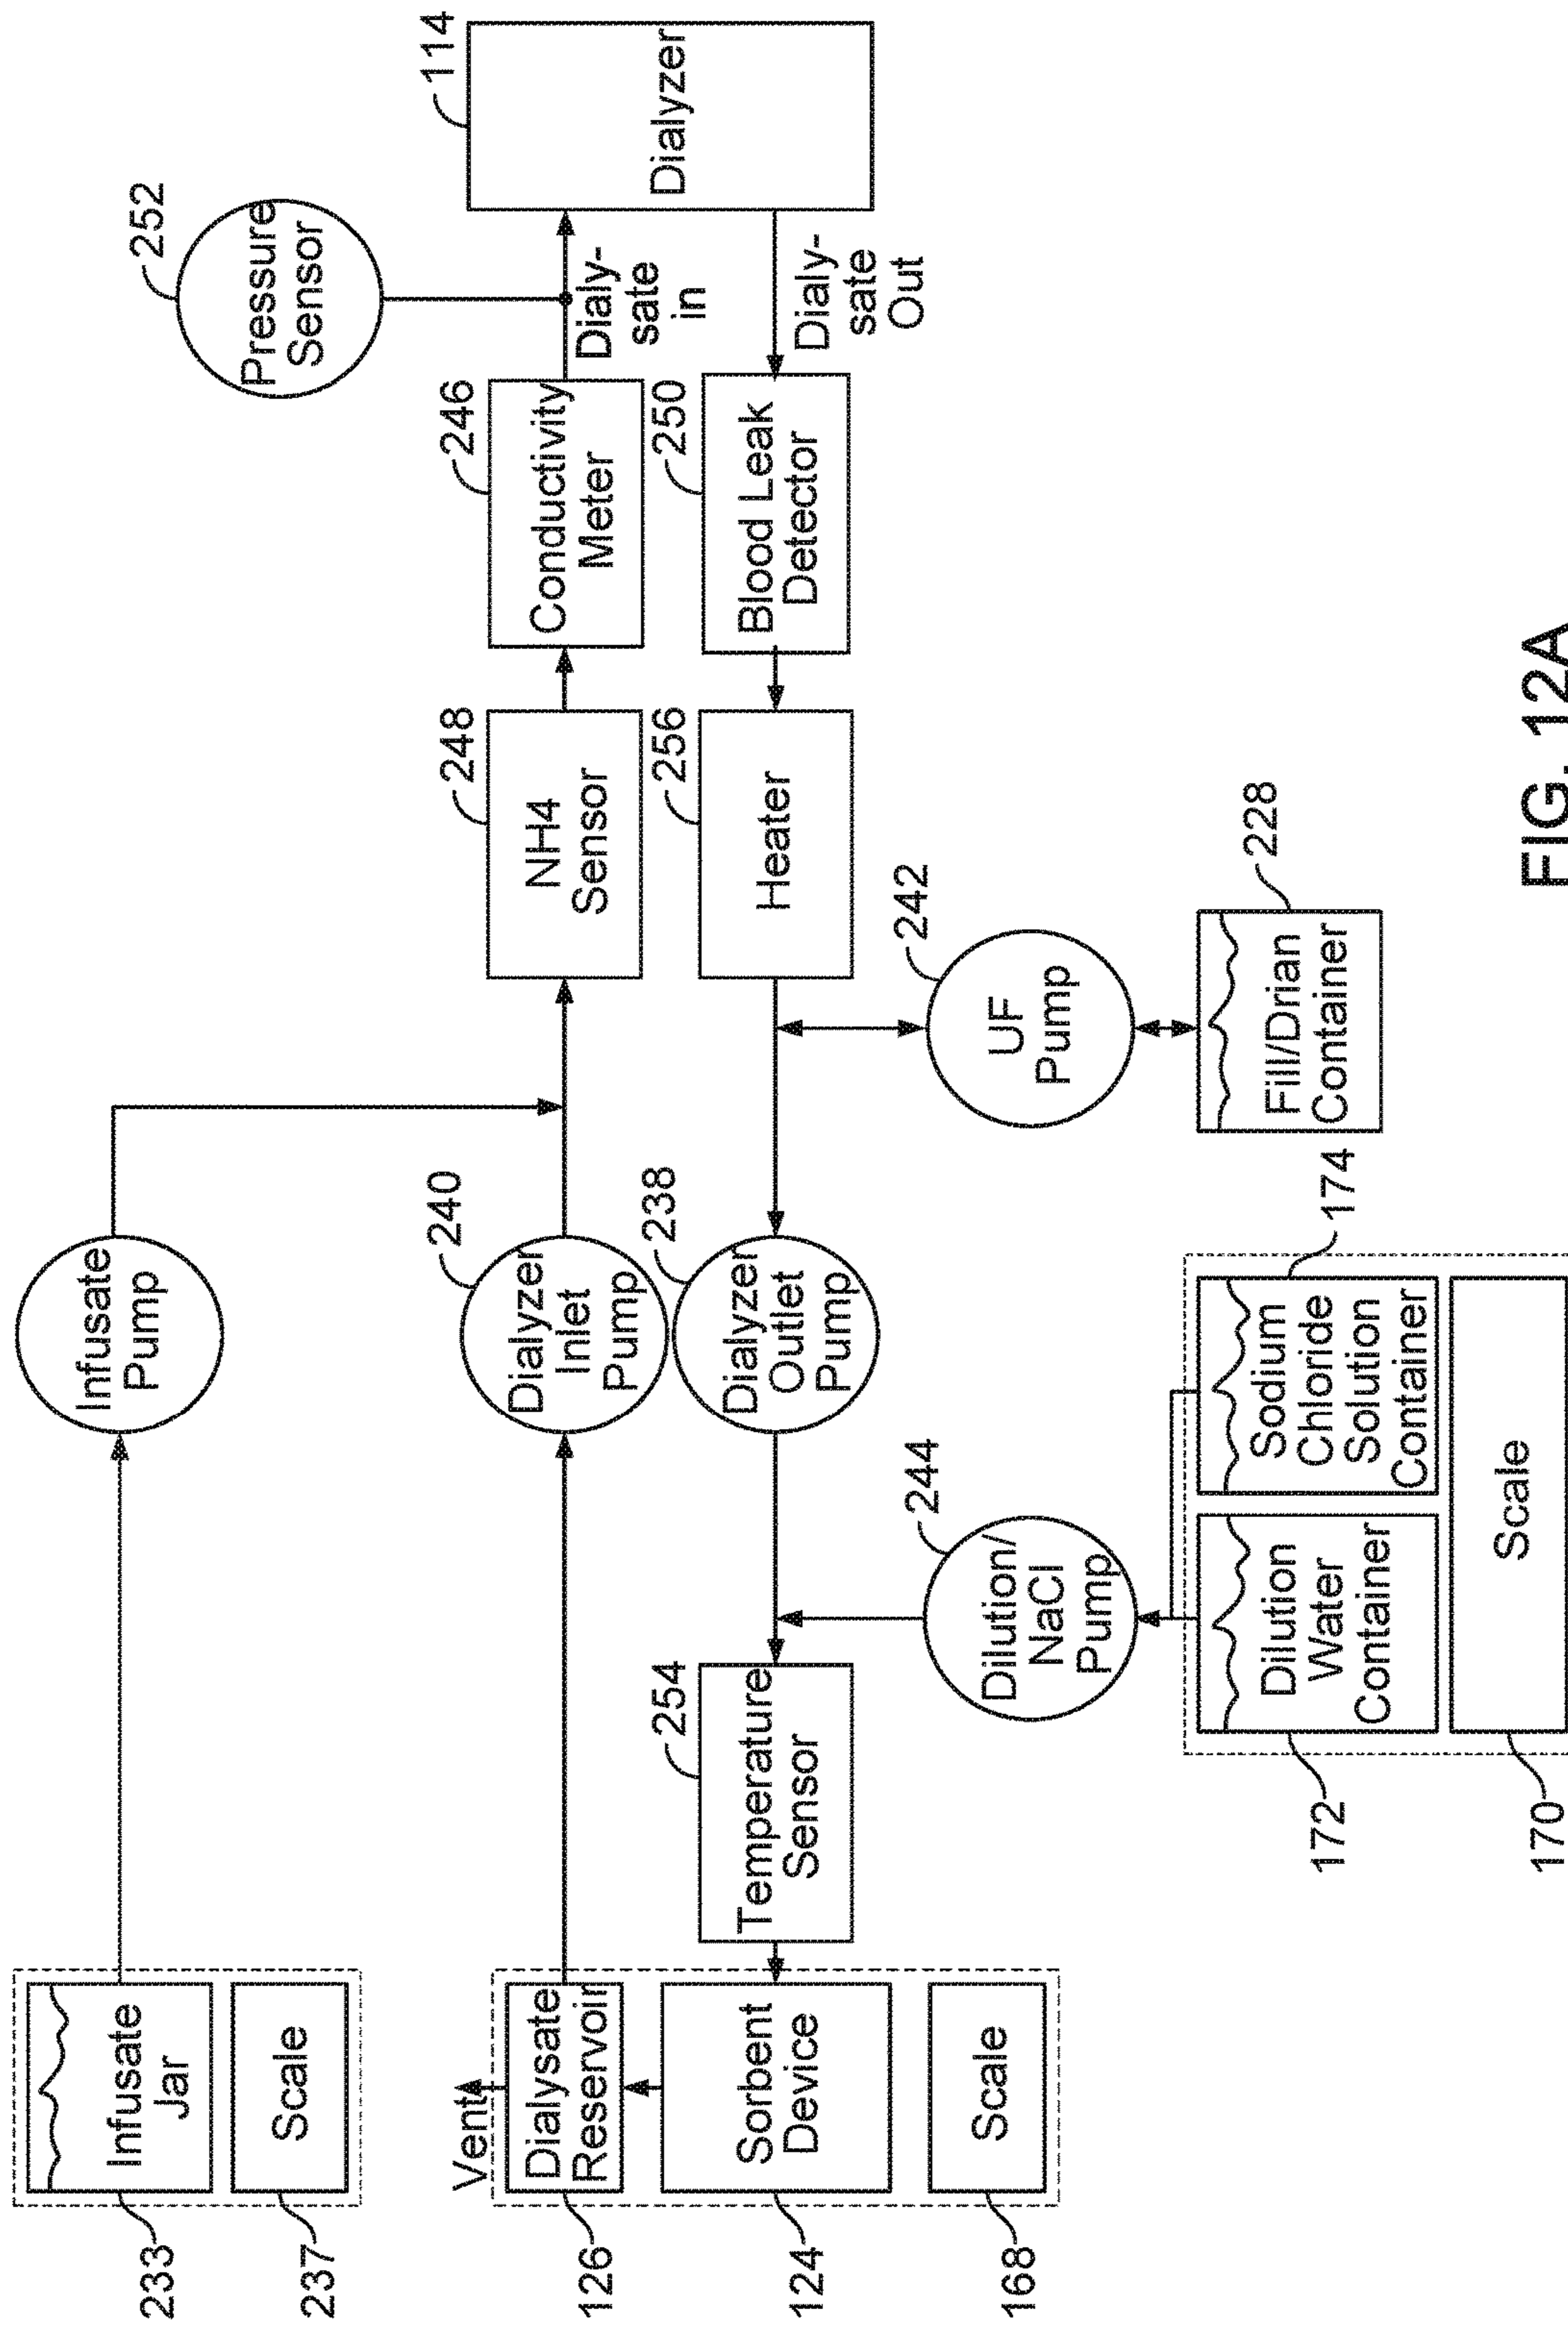 Infusate
Pump
Infusate
Jar
233
Scale
237
Pressure
Sensor
252
Vent
Dialysate
Reservoir
126
Dialyzer
Inlet
Pump
240
NH4
Sensor
248
Conductivity
Meter
246
Dialy-
sate
in
Dialyzer
114
Sorbent
Device
124
Temperature
Sensor
254
Dialyzer
Outlet
Pump
238
Heater
256
Blood Leak
Detector
250
Dialy-
sate
Out
Scale
168
Dilution/
NaCl
Pump
244
UF
Pump
242
Dilution
Water
Container
172
Sodium
Chloride
Solution
Container
174
Fill/Drian
Container
228
Scale
170
FIG. 12A